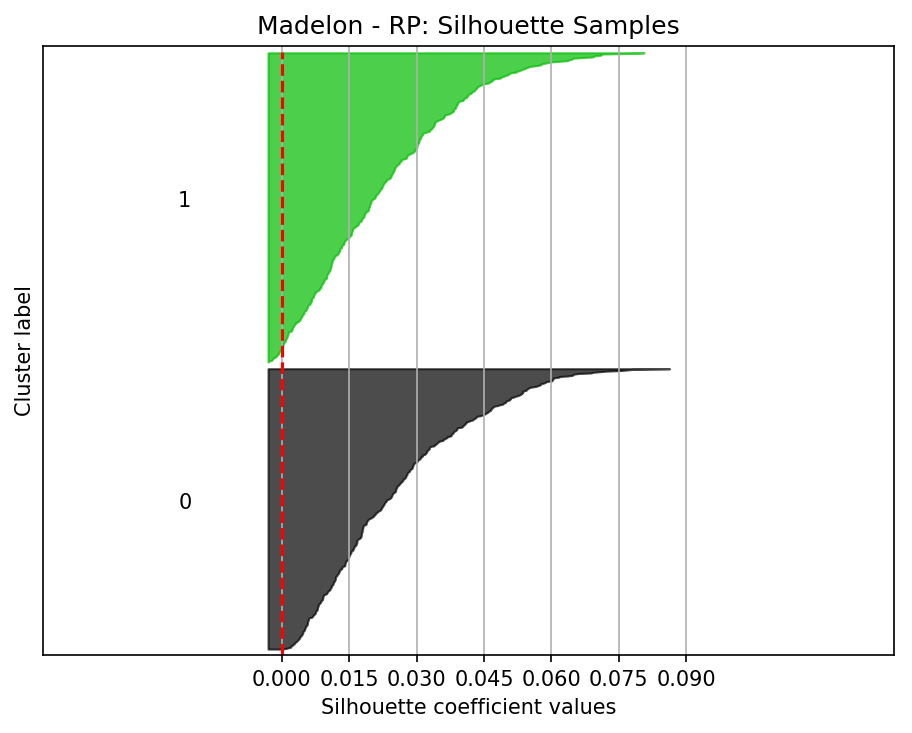 Madelon - RP: Silhouette Samples
Cluster label
1
0
0.000 0.015 0.030 0.045 0.060 0.075 0.090
Silhouette coefficient values